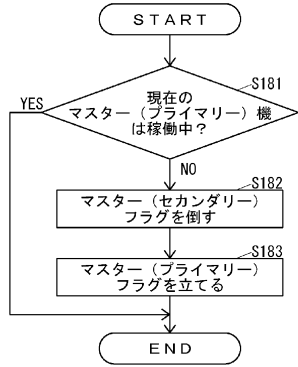 START
S181
現在の
マスター（プライマリー）機
は稼働中？
YES
NO
S182
マスター（セカンダリー）
フラグを倒す
S183
マスター（プライマリー）
フラグを立てる
END